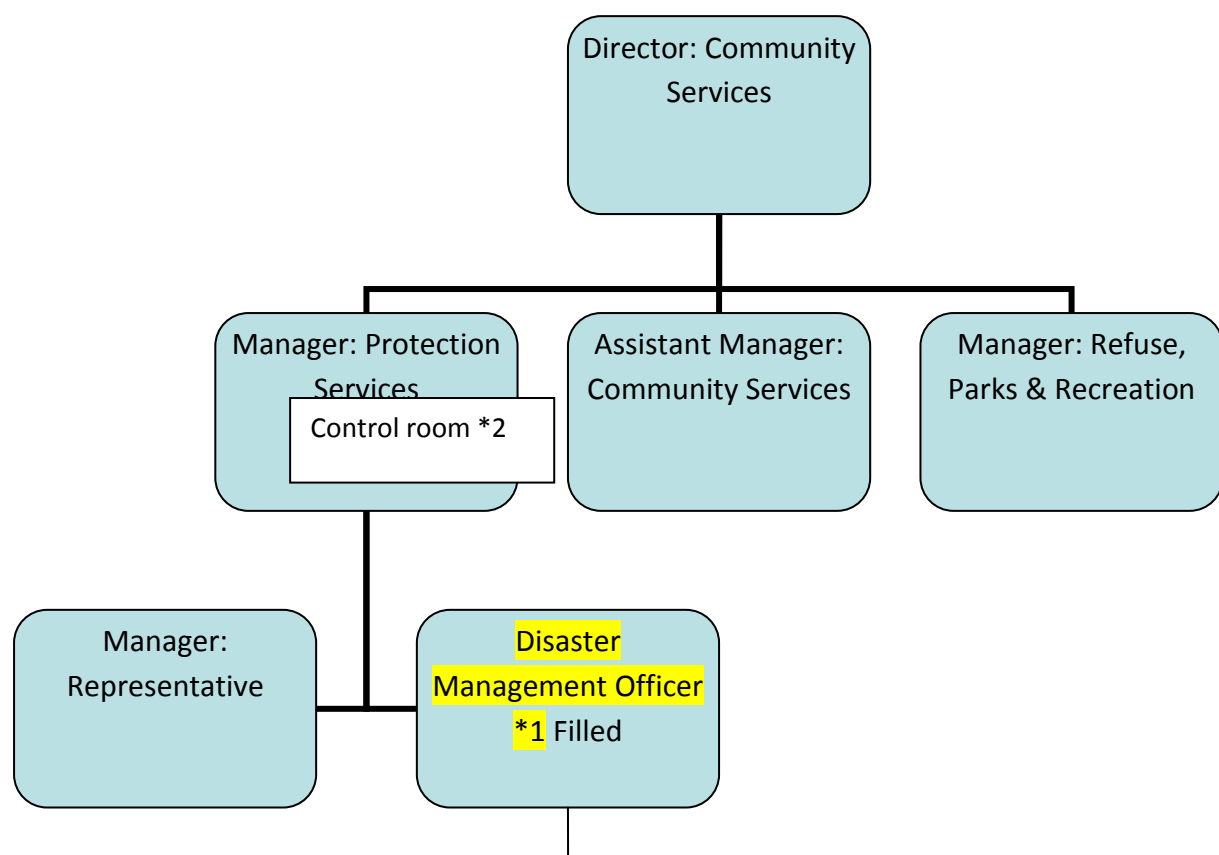 Director: Community
Services
Manager: Protection
Services
Control room *2
Assistant Manager:
Community Services
Manager: Refuse,
Parks & Recreation
Manager:
Representative
Disaster
Management Officer
*1 Filled